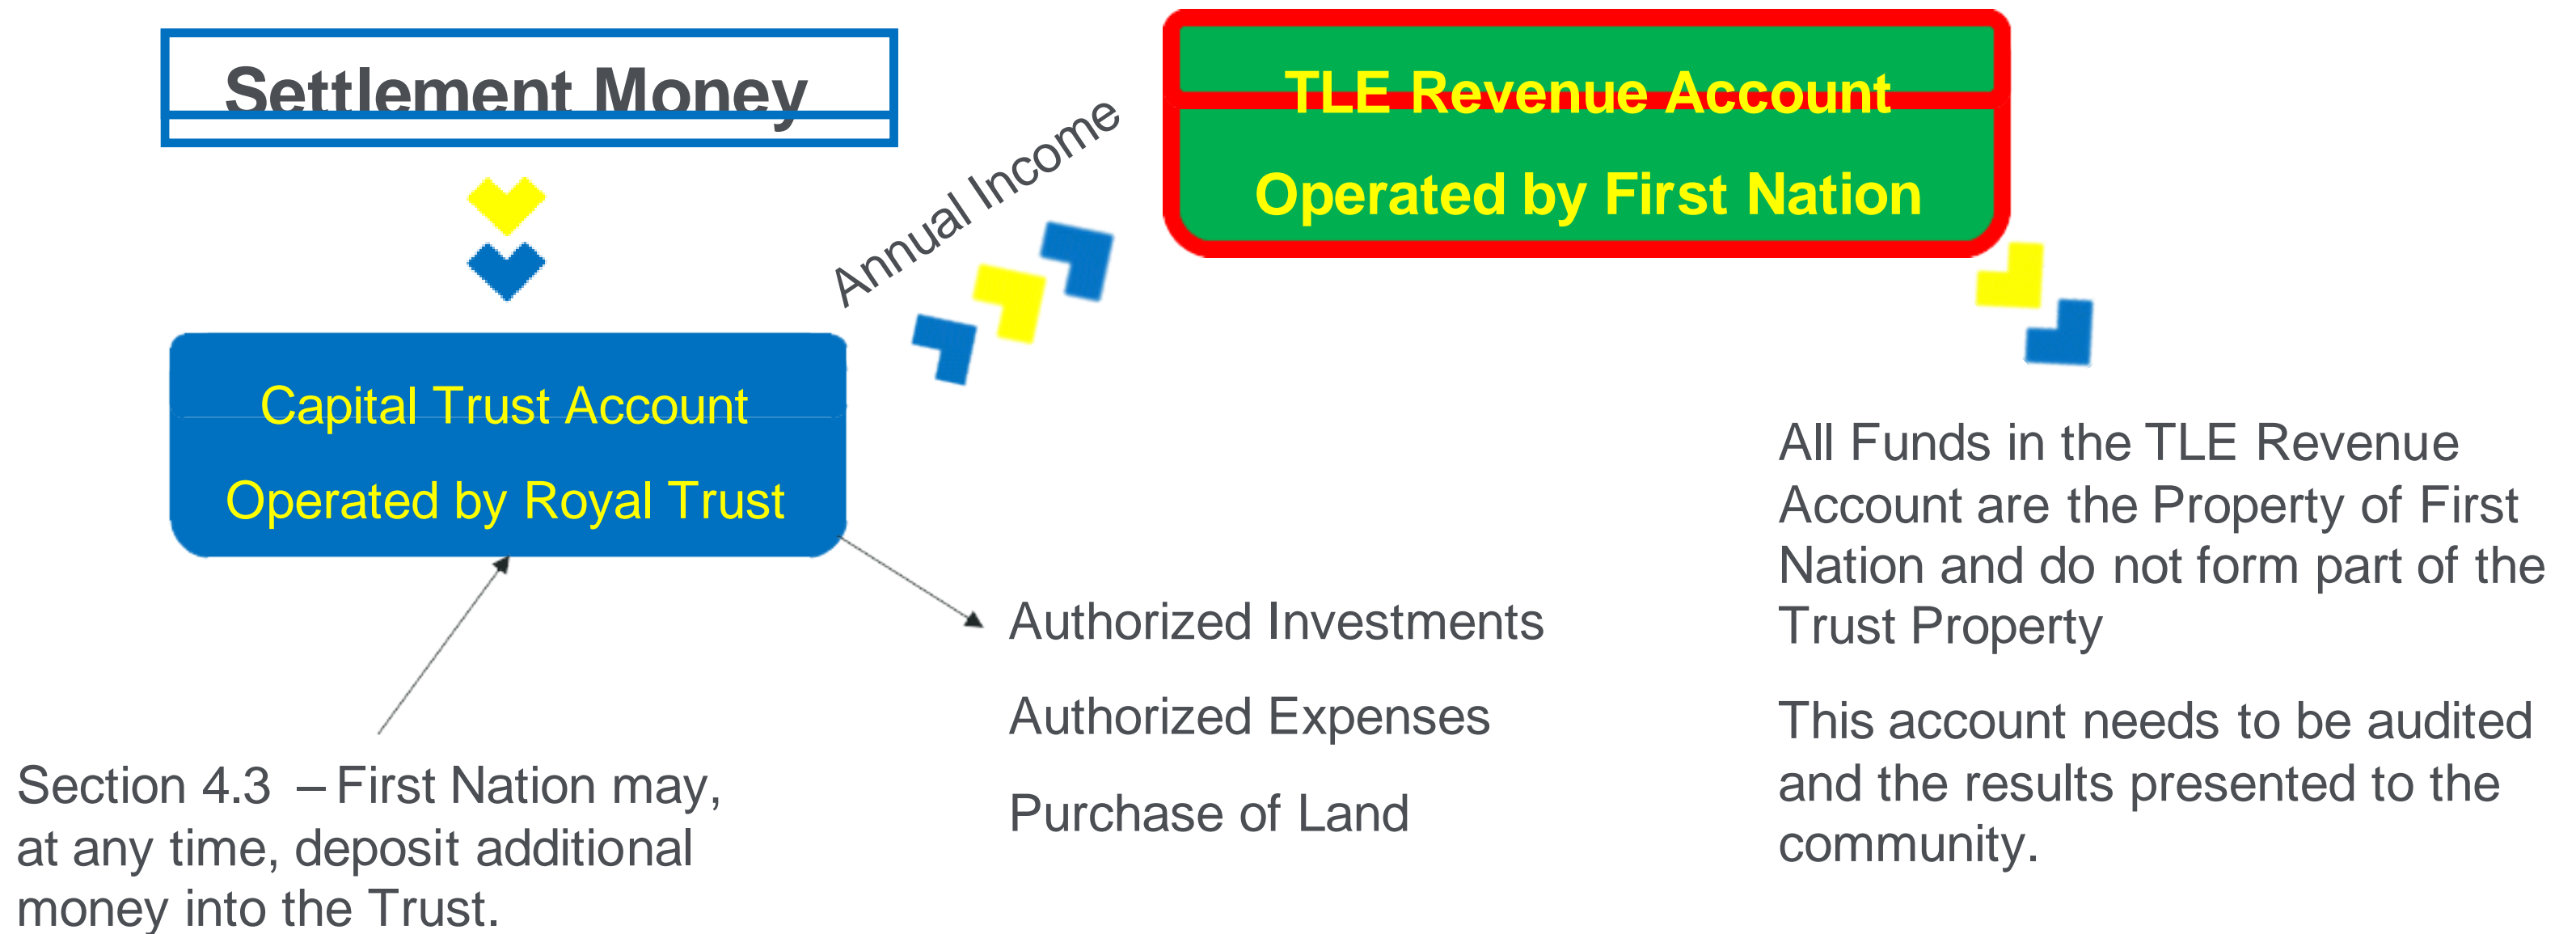 Settlement Money
TLE Revenue Account
Operated by First Nation
Annual Income
Capital Trust Account
Operated by Royal Trust
Authorized Investments
Authorized Expenses
Purchase of Land
Section 4.3 – First Nation may,
at any time, deposit additional
money into the Trust.
All Funds in the TLE Revenue
Account are the Property of First
Nation and do not form part of the
Trust Property
This account needs to be audited
and the results presented to the
community.